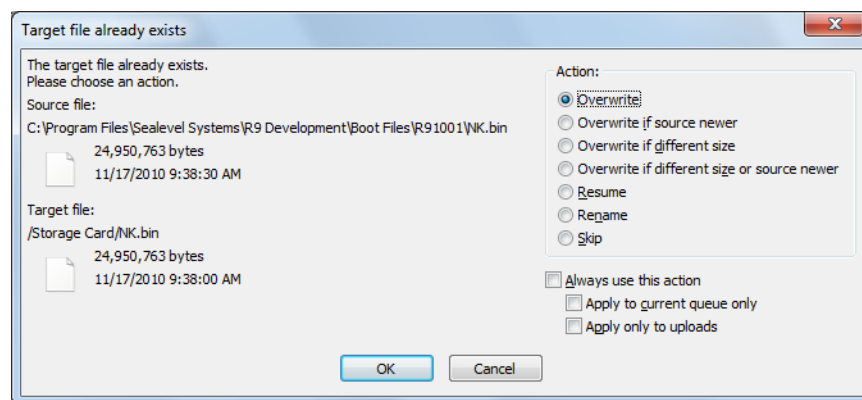 Target file already exists
The target file already exists.
Please choose an action.
Source file:
C:\Program Files\Sealevel Systems\R9 Development\Boot Files\R91001\NK.bin
24,950,763 bytes
11/17/2010 9:38:30 AM
Target file:
/Storage Card/NK.bin
24,950,763 bytes
11/17/2010 9:38:00 AM
Action:
Overwrite
Overwrite if source newer
Overwrite if different size
Overwrite if different size or source newer
Resume
Rename
Skip
Always use this action
Apply to current queue only
Apply only to uploads
OK
Cancel